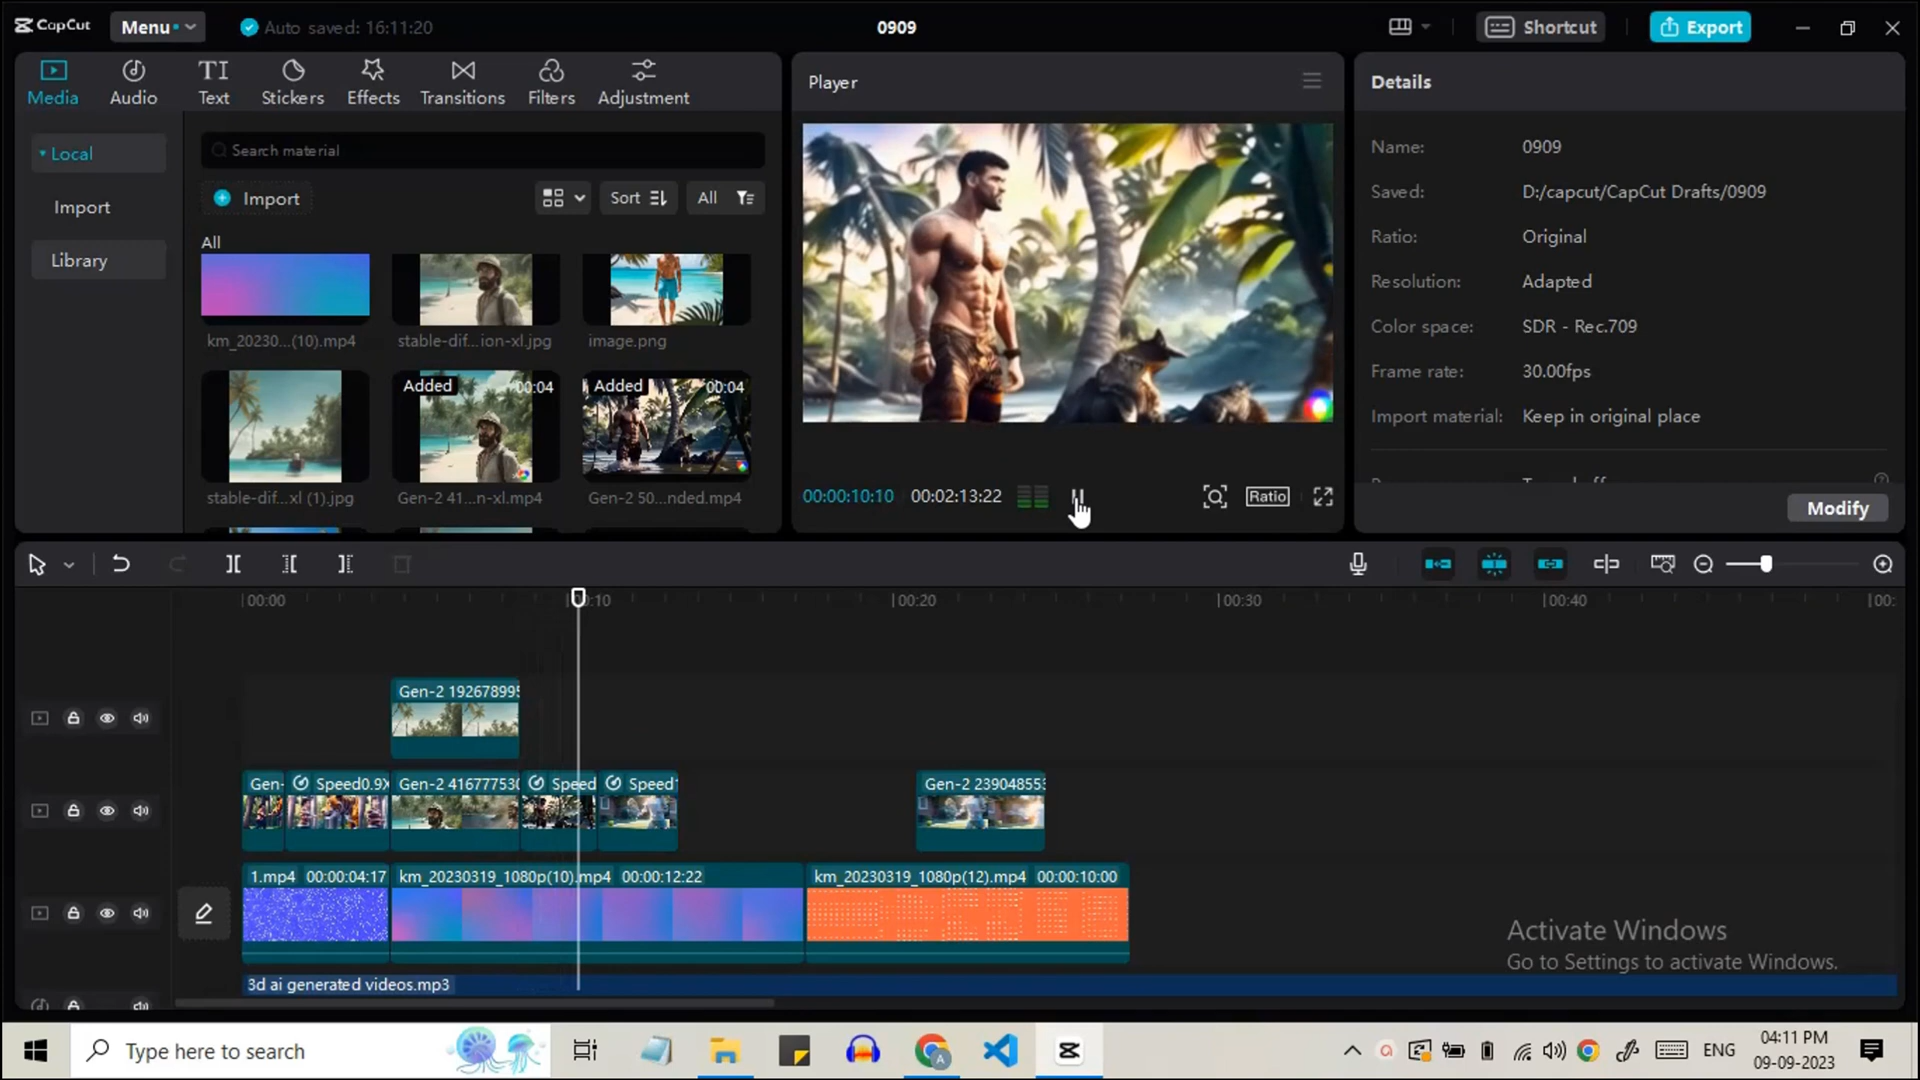 CapCut
Menu
Auto saved: 16:11:20
0909
Shortcut
Export
Media
Audio
TI
Text
Stickers
Effects
Transitions
Filters
Adjustment
Local
Import
Library
Search material
Import
Sort
All
All
km_20230...(10).mp4
stable-dif...ion-xl.jpg
image.png
Added 00:04
Added 00:04
stable-dif...xl (1).jpg
Gen-2 41...n-xl.mp4
Gen-2 50...nded.mp4
Player
00:00:10:10
00:02:13:22
Ratio
Details
Name: 0909
Saved: D:/capcut/CapCut Drafts/0909
Ratio: Original
Resolution: Adapted
Color space: SDR - Rec.709
Frame rate: 30.00fps
Import material: Keep in original place
Modify
00:00
00:10
00:20
00:30
00:40
00:
Gen-2 192678995
Gen-
Speed0.9X
Gen-2 416777530
Speed
Speed
Gen-2 239048553
1.mp4 00:00:04:17
km_20230319_1080p(10).mp4 00:00:12:22
km_20230319_1080p(12).mp4 00:00:10:00
3d ai generated videos.mp3
Activate Windows
Go to Settings to activate Windows.
Type here to search
ENG
04:11 PM
09-09-2023